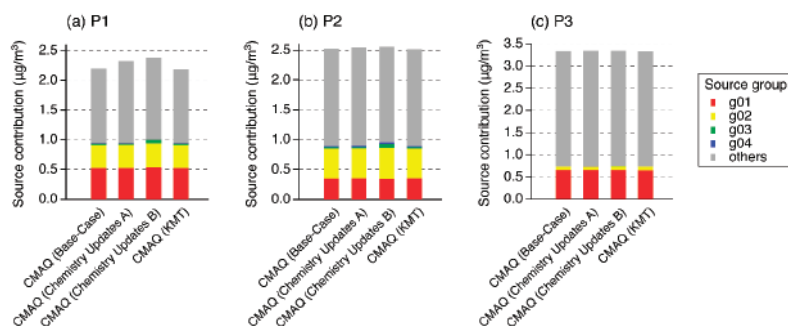 (a) P1
Source contribution (µg/m³)
2.5
2.0
1.5
1.0
0.5
0.0
CMAQ (Base-Case)
CMAQ (Chemistry Updates A)
CMAQ (Chemistry Updates B)
CMAQ (KMT)
(b) P2
Source contribution (µg/m³)
2.5
2.0
1.5
1.0
0.5
0.0
CMAQ (Base-Case)
CMAQ (Chemistry Updates A)
CMAQ (Chemistry Updates B)
CMAQ (KMT)
(c) P3
Source contribution (µg/m³)
3.5
3.0
2.5
2.0
1.5
1.0
0.5
0.0
CMAQ (Base-Case)
CMAQ (Chemistry Updates A)
CMAQ (Chemistry Updates B)
CMAQ (KMT)
Source group
g01
g02
g03
g04
others